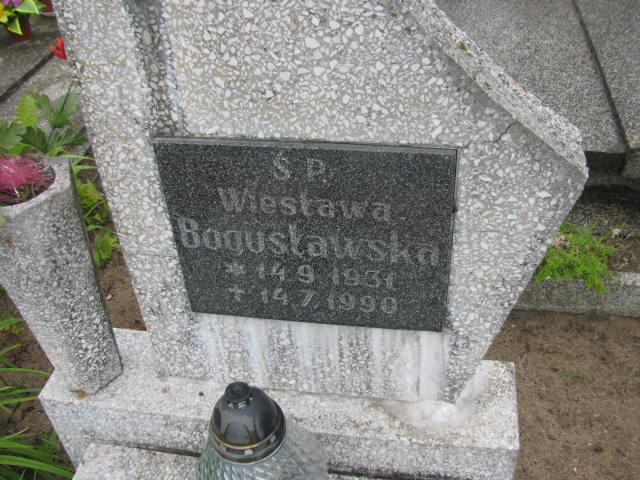 Ś.P.
Wiesława
Bogusławska
* 14.9 1931
+ 14.7 1990